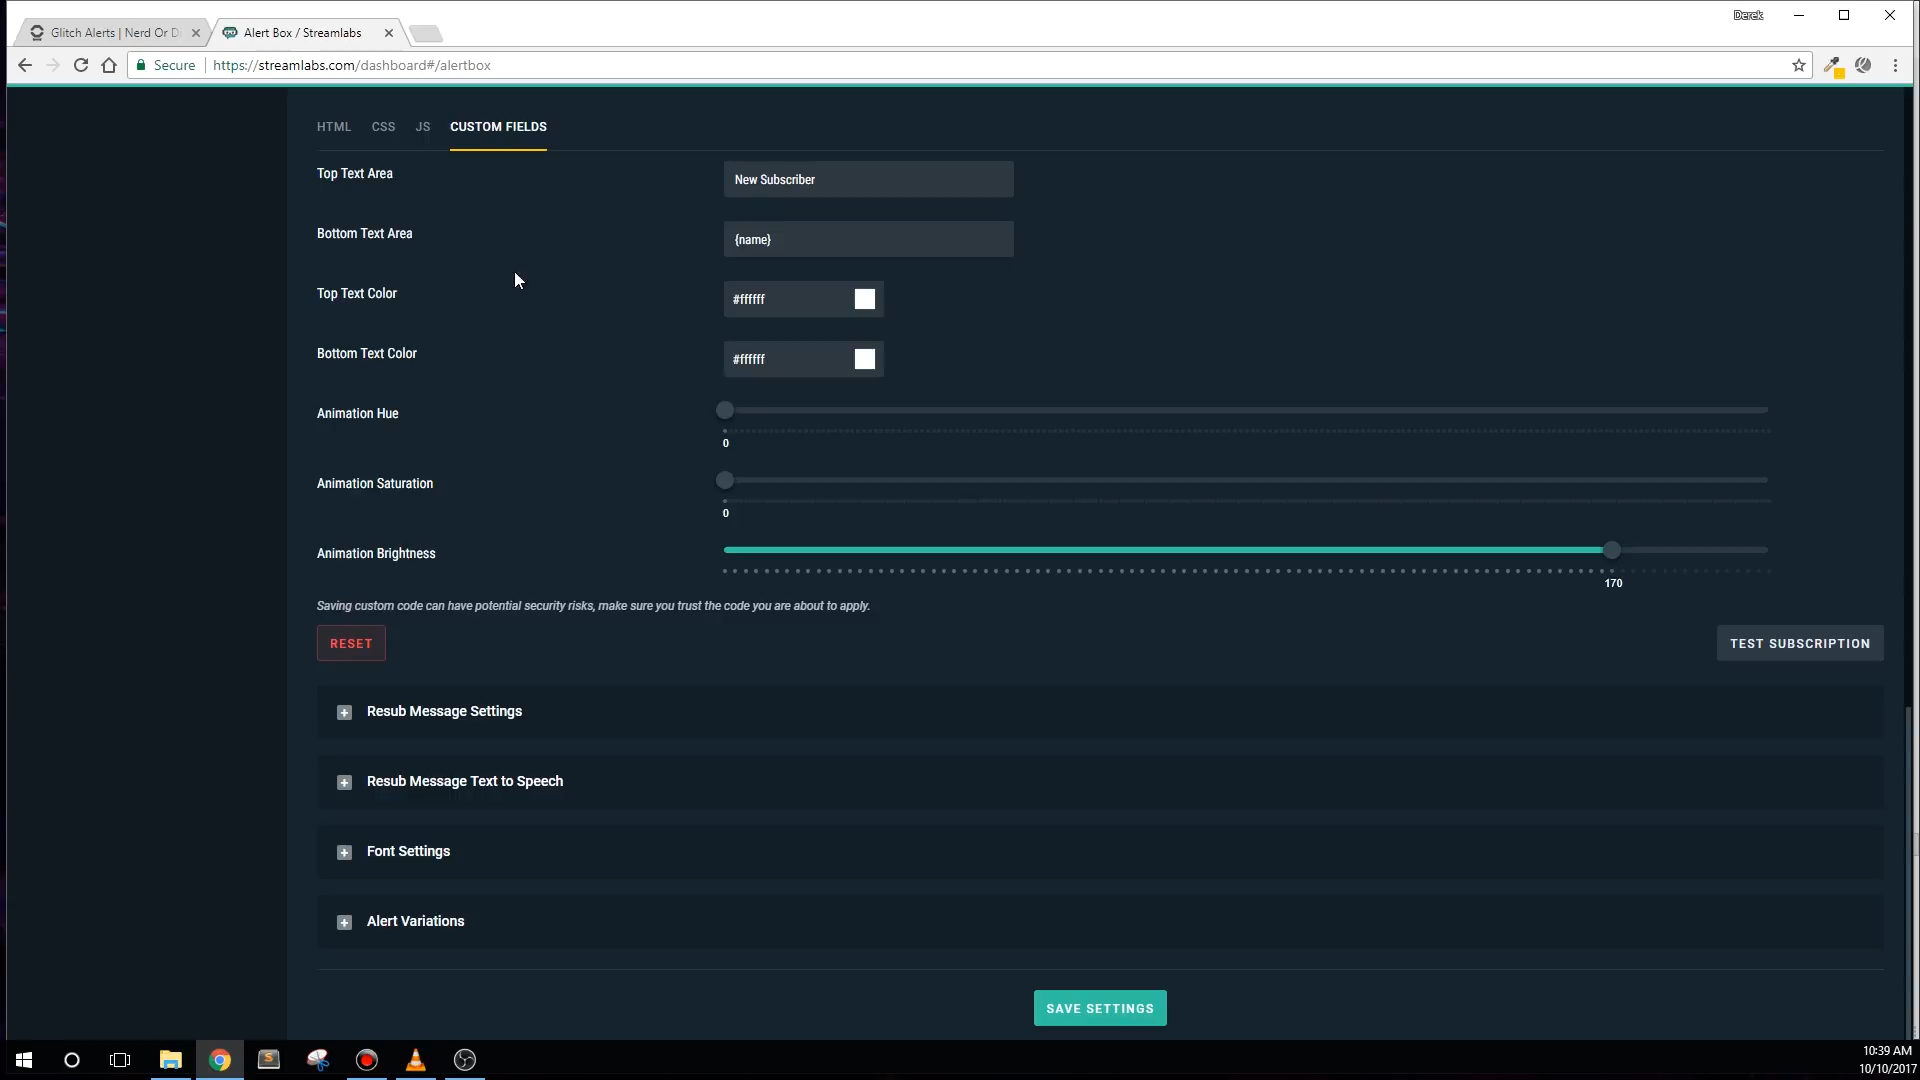 Derek
Glitch Alerts | Nerd Or D
Alert Box / Streamlabs
Secure
https://streamlabs.com/dashboard#/alertbox
HTML CSS JS CUSTOM FIELDS
Top Text Area
New Subscriber
Bottom Text Area
{name}
Top Text Color
#ffffff
Bottom Text Color
#ffffff
Animation Hue
0
Animation Saturation
0
Animation Brightness
170
Saving custom code can have potential security risks, make sure you trust the code you are about to apply.
RESET
TEST SUBSCRIPTION
Resub Message Settings
Resub Message Text to Speech
Font Settings
Alert Variations
SAVE SETTINGS
10:39 AM
10/10/2017